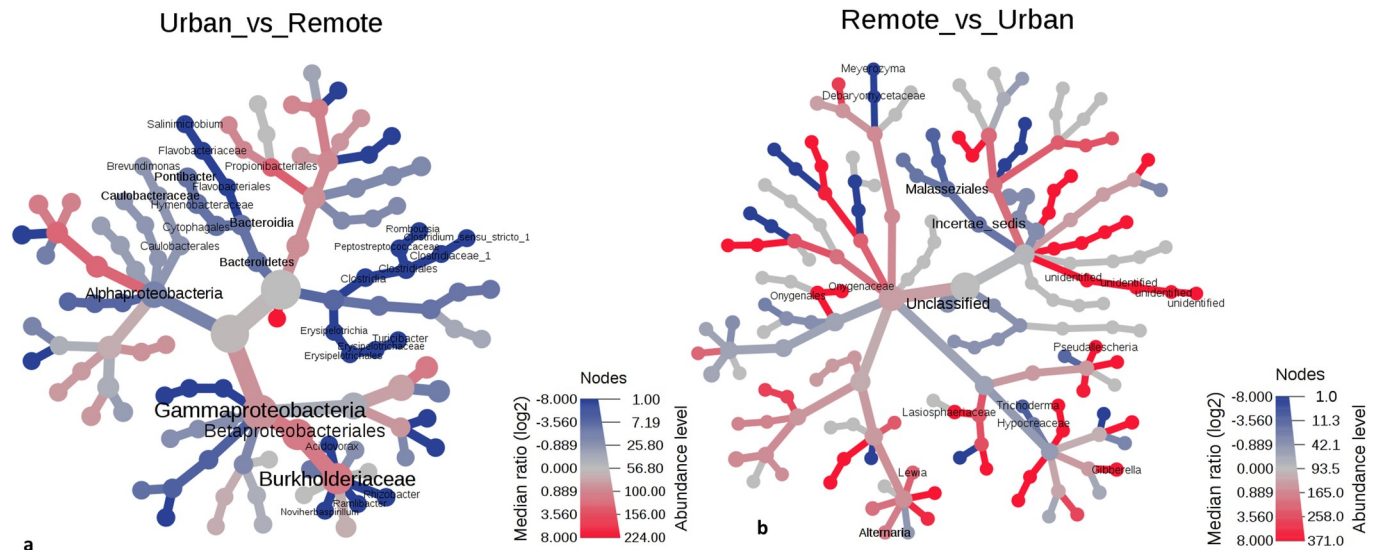 Urban_vs_Remote
Salinimicrobium
Flavobacteriaceae
Brevundimonas
Propionibacteriales
Pontibacter
Flavobacteriales
Caulobacteraceae
Hymenobacteraceae
Bacteroidia
Cytophagales
Caulobacterales
Bacteroidetes
Romboutsia
Clostridium_sensu_stricto_1
Peptostreptococcaceae
Clostridiaceae_1
Clostridiales
Clostridia
Alphaproteobacteria
Erysipelotrichia
Turicibacter
Erysipelotrichaceae
Erysipelotrichales
Gammaproteobacteria
Betaproteobacteriales
Acidovorax
Burkholderiaceae
Rhizobacter
Ramlibacter
Noviherbaspirillum
Nodes
-8.000 1.00
-3.560 7.19
-0.889 25.80
0.000 56.80
0.889 100.00
3.560 156.00
8.000 224.00
Median ratio (log2)
Abundance level
a
Remote_vs_Urban
Meyerozyma
Debaryomycetaceae
Malasseziales
Incertae_sedis
unidentified
unidentified
unidentified
unidentified
Onygenaceae
Onygenales
Unclassified
Pseudallescheria
Trichoderma
Lasiosphaeriaceae
Hypocreaceae
Gibberella
Lewia
Alternaria
Nodes
-8.000 1.0
-3.560 11.3
-0.889 42.1
0.000 93.5
0.889 165.0
3.560 258.0
8.000 371.0
Median ratio (log2)
Abundance level
b